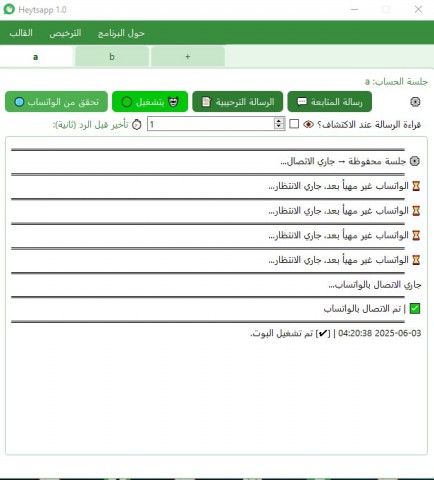 Heytsapp 1.0
القالب الترخيص حول البرنامج
a b +
جلسة الحساب: a
رسالة المتابعة الرسالة الترحيبية يتشغيل تحقق من الواتساب
قراءة الرسالة عند الاكتشاف؟ تأخير قبل الرد (ثانية): 1
جلسة محفوظة → جاري الاتصال...
الواتساب غير مهيأ بعد، جاري الانتظار...
الواتساب غير مهيأ بعد، جاري الانتظار...
الواتساب غير مهيأ بعد، جاري الانتظار...
الواتساب غير مهيأ بعد، جاري الانتظار...
جاري الاتصال بالواتساب...
✅ | تم الاتصال بالواتساب
2025-06-03 04:20:38 | [✔] تم تشغيل البوت.